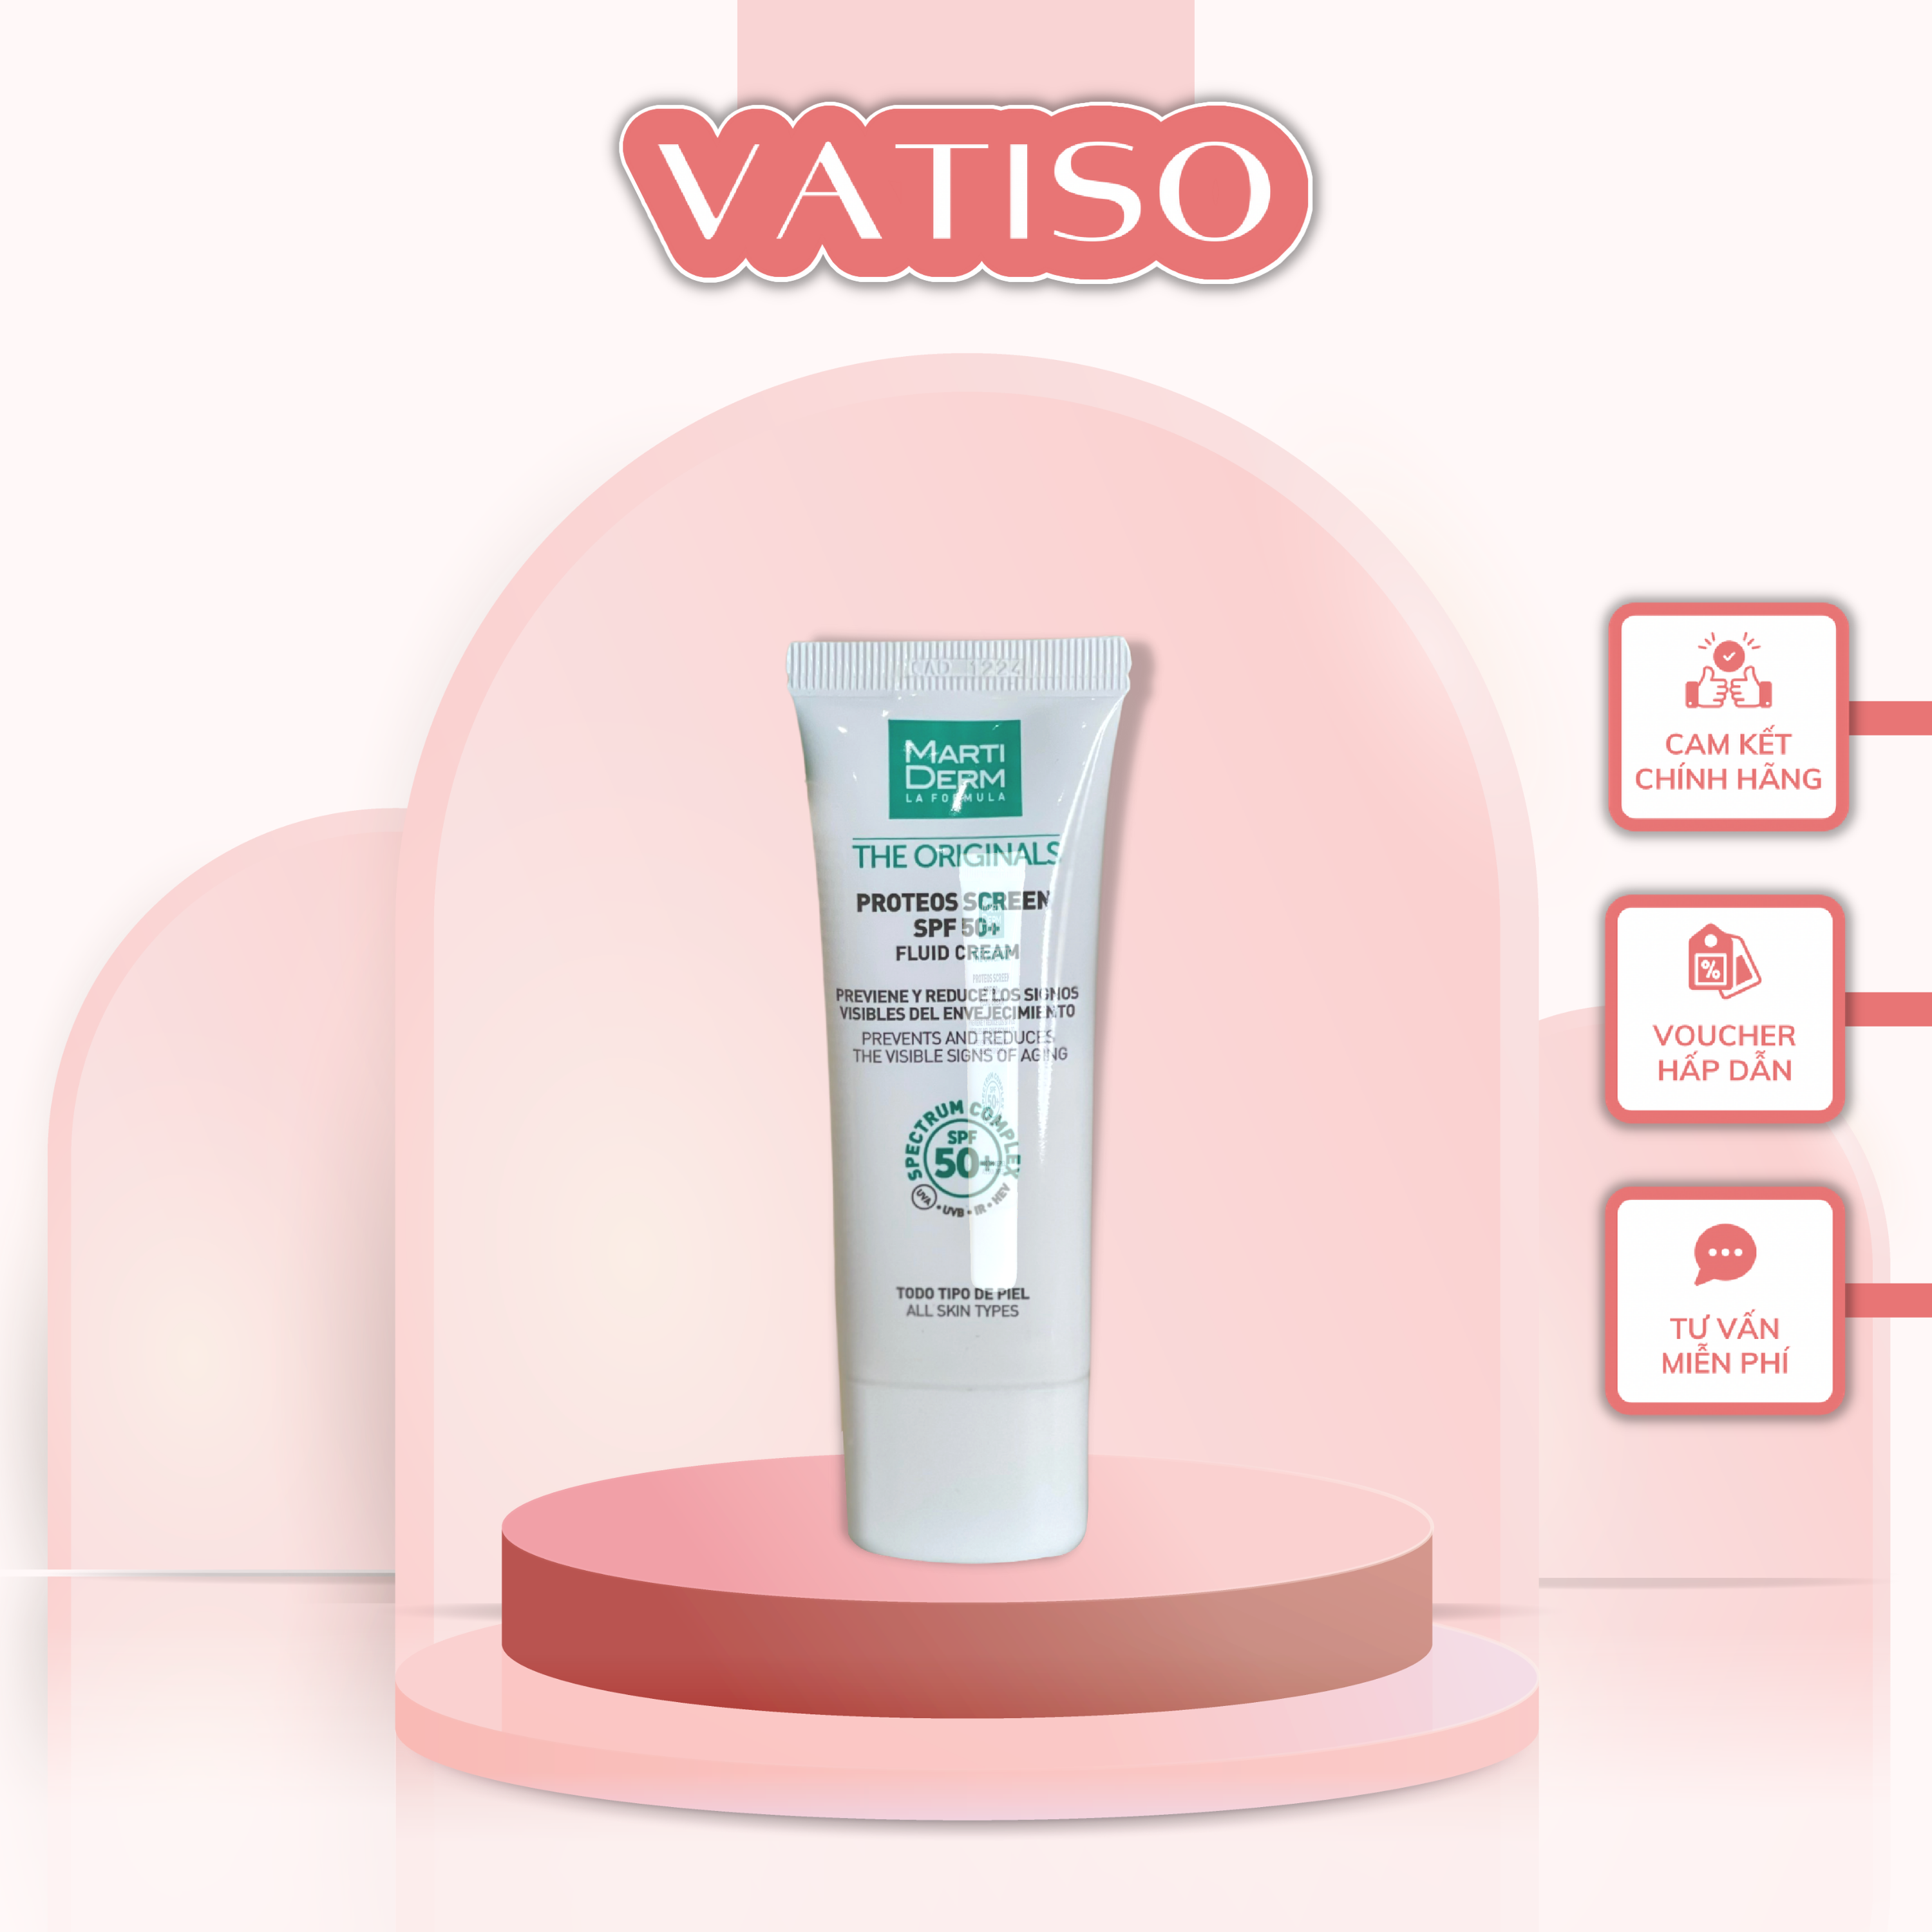 VATISO
CAD 1224
MARTI
DERM
LA FORMULA
THE ORIGINALS
PROTEOS SCREEN
SPF 50+
FLUID CREAM
PREVIENE Y REDUCE LOS SIGNOS
VISIBLES DEL ENVEJECIMIENTO
PREVENTS AND REDUCES
THE VISIBLE SIGNS OF AGING
SPECTRUM COMPLEX
SPF
50+
UVA • UVB • IR • HEV
TODO TIPO DE PIEL
ALL SKIN TYPES
CAM KẾT
CHÍNH HÃNG
%
VOUCHER
HẤP DẪN
TƯ VẤN
MIỄN PHÍ